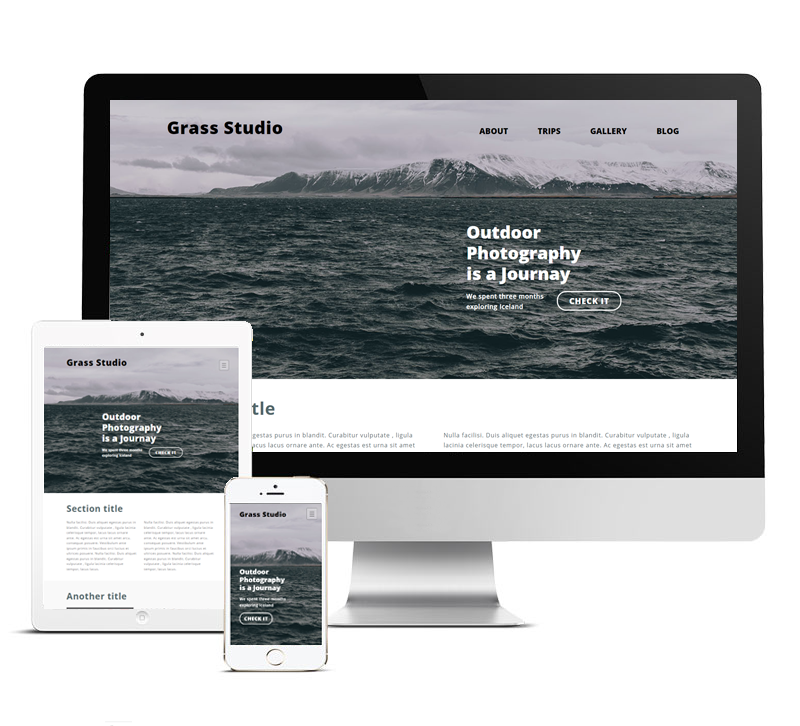 Grass Studio
ABOUT TRIPS GALLERY BLOG
Outdoor
Photography
is a Journay
We spent three months
exploring Iceland
CHECK IT
tle
egestas purus in blandit. Curabitur vulputate , ligula
lacus lacus ornare ante. Ac egestas est urna sit amet
Nulla facilisi. Duis aliquet egestas purus in blandit. Curabitur vulputate , ligula
lacinia celerisque tempor, lacus lacus ornare ante. Ac egestas est urna sit amet
Grass Studio
Outdoor
Photography
is a Journay
We spent three months
exploring Iceland
CHECK IT
Section title
Another title
Grass Studio
Outdoor
Photography
is a Journay
We spent three months
exploring Iceland
CHECK IT